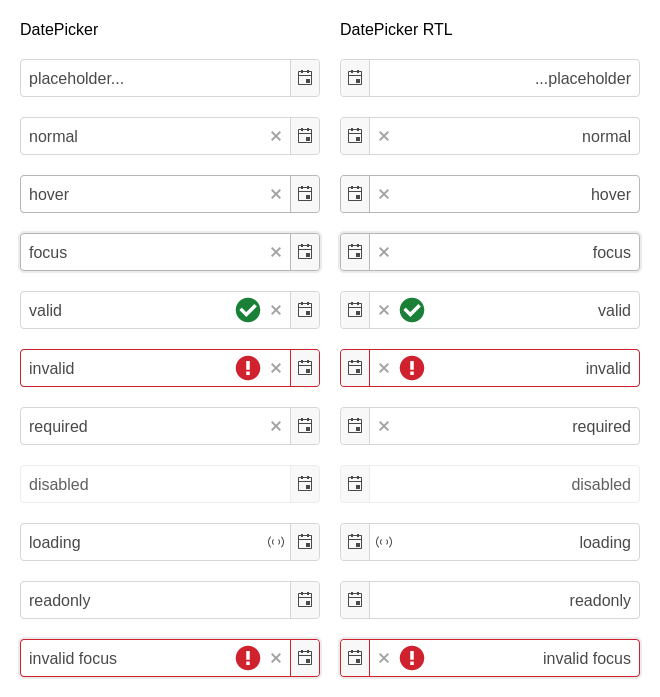 DatePicker
placeholder...
normal
hover
focus
valid
invalid
required
disabled
loading
readonly
invalid focus
DatePicker RTL
...placeholder
normal
hover
focus
valid
invalid
required
disabled
loading
readonly
invalid focus